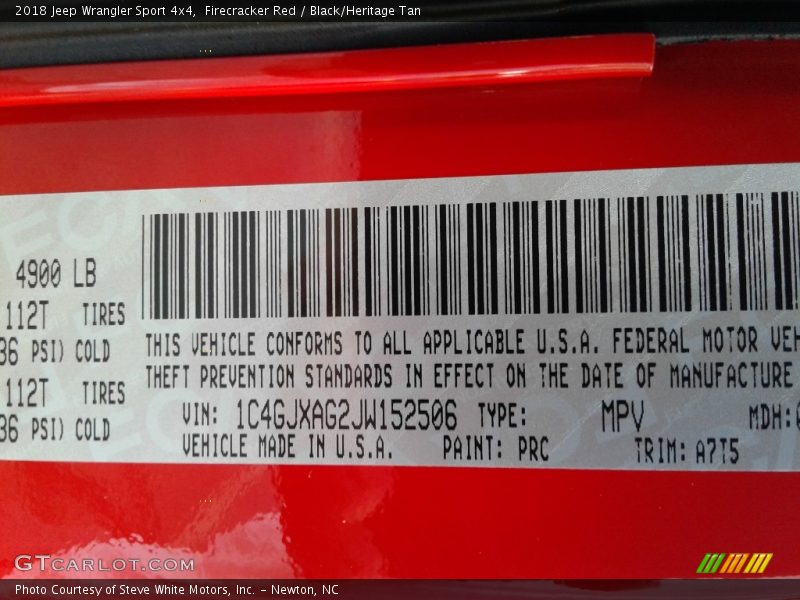 2018 Jeep Wrangler Sport 4x4, Firecracker Red / Black/Heritage Tan
4900 LB
112T TIRES
36 PSI) COLD
112T TIRES
36 PSI) COLD
THIS VEHICLE CONFORMS TO ALL APPLICABLE U.S.A. FEDERAL MOTOR VEH
THEFT PREVENTION STANDARDS IN EFFECT ON THE DATE OF MANUFACTURE
VIN: 1C4GJXAG2JW152506 TYPE: MPV MDH:
VEHICLE MADE IN U.S.A. PAINT: PRC TRIM: A7T5
GTCARLOT.COM
Photo Courtesy of Steve White Motors, Inc. – Newton, NC